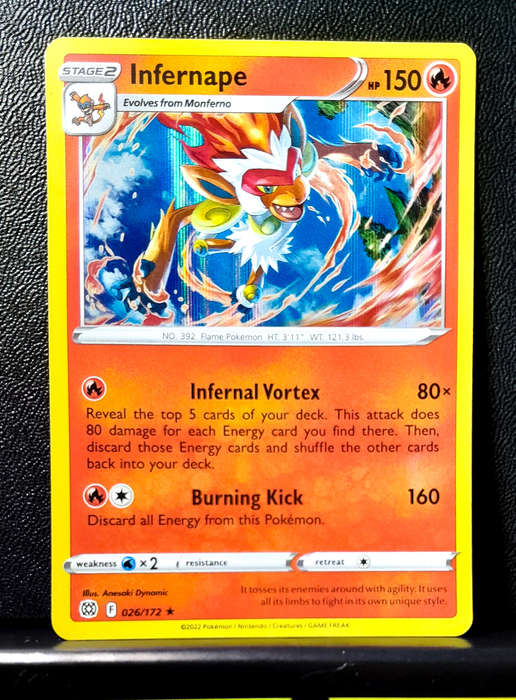 STAGE 2 Infernape HP 150
Evolves from Monferno
NO. 392 Flame Pokémon HT: 3'11" WT: 121.3 lbs.
Infernal Vortex 80×
Reveal the top 5 cards of your deck. This attack does
80 damage for each Energy card you find there. Then,
discard those Energy cards and shuffle the other cards
back into your deck.
Burning Kick 160
Discard all Energy from this Pokémon.
weakness ×2 resistance retreat
Illus. Anesaki Dynamic
It tosses its enemies around with agility. It uses
all its limbs to fight in its own unique style.
F 026/172 ★
©2022 Pokémon / Nintendo / Creatures / GAME FREAK